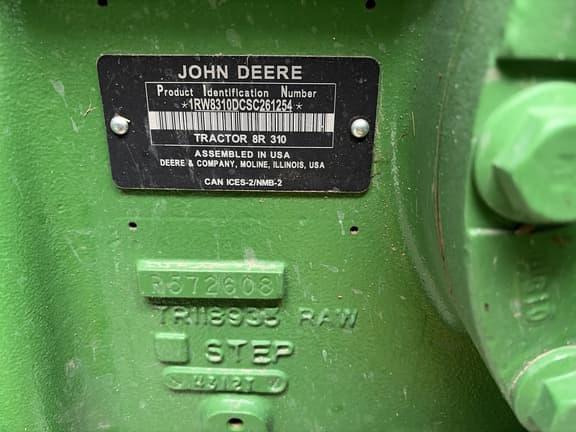 JOHN DEERE
Product Identification Number
*1RW8310DCSC261254*
TRACTOR 8R 310
ASSEMBLED IN USA
DEERE & COMPANY, MOLINE, ILLINOIS, USA
CAN ICES-2/NMB-2
R572608
TR118933 RAW
STEP